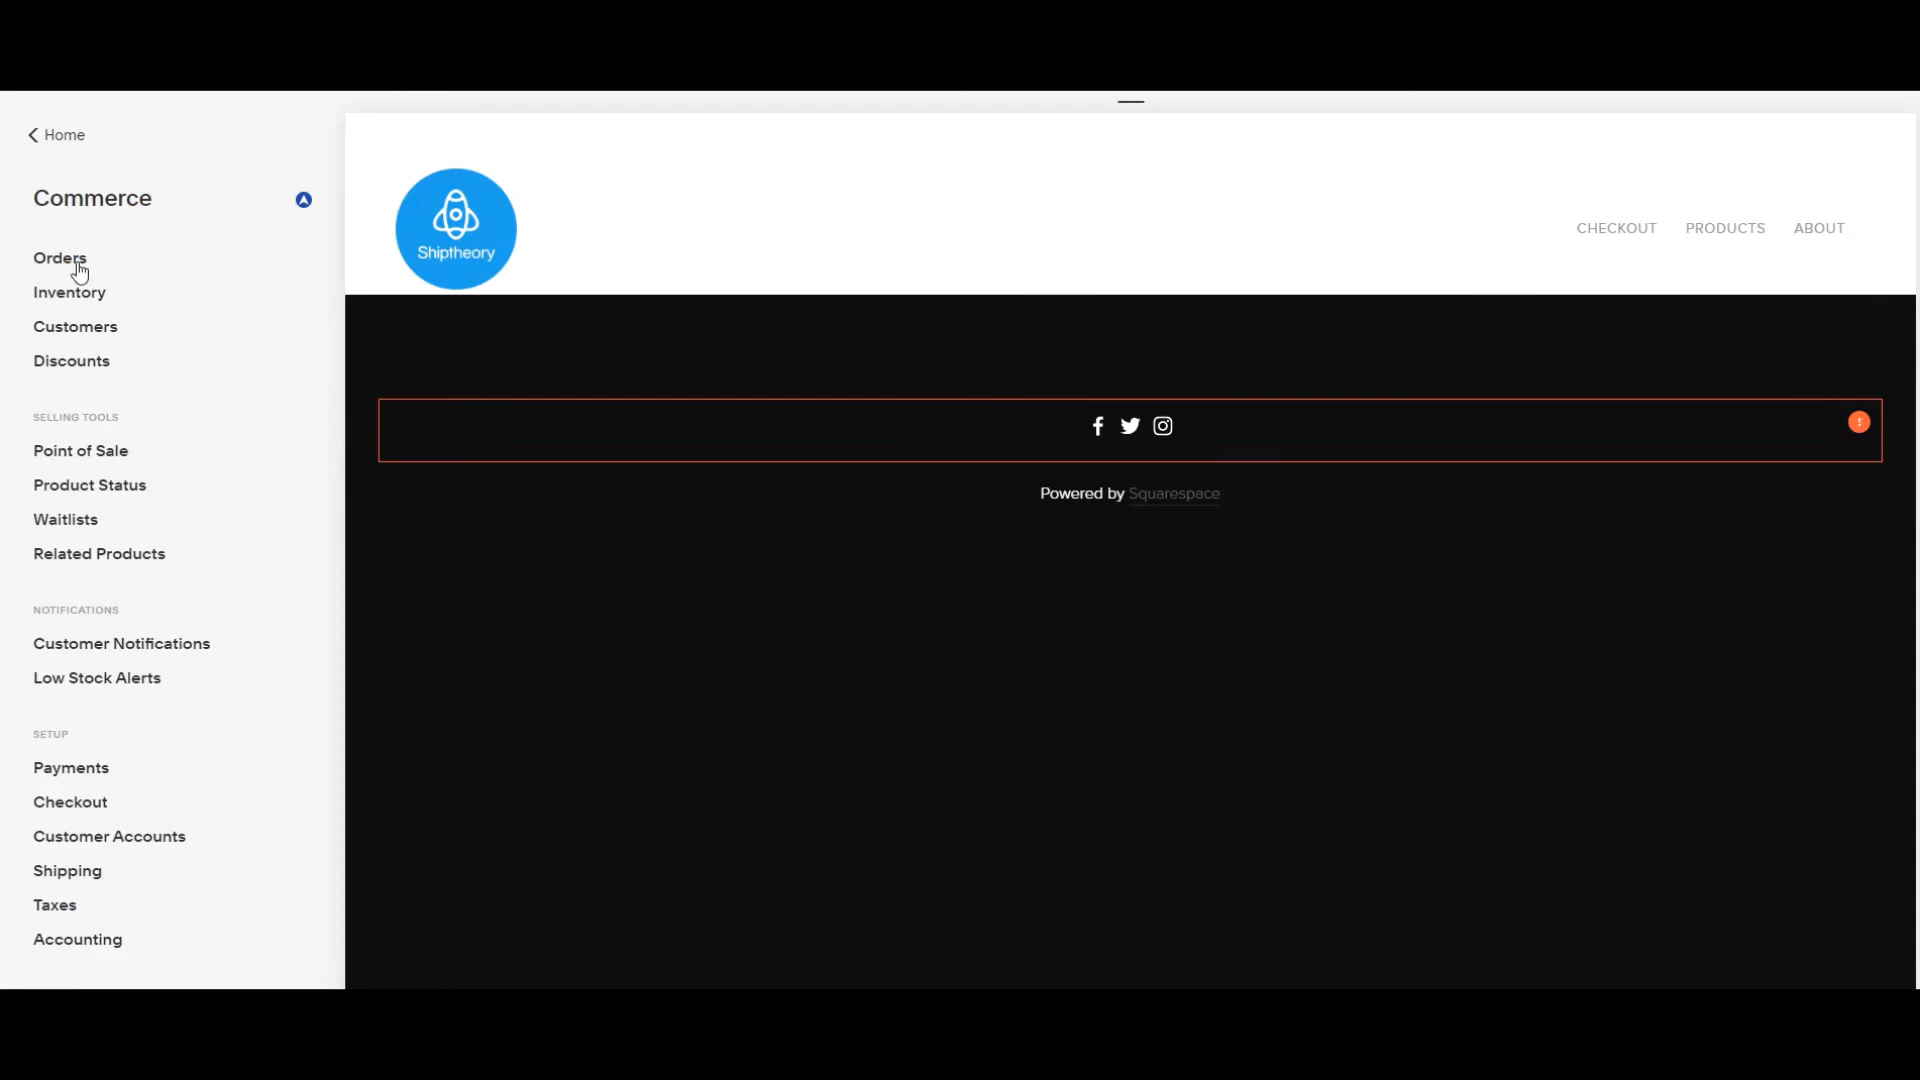 Home
Commerce
Orders
Inventory
Customers
Discounts
SELLING TOOLS
Point of Sale
Product Status
Waitlists
Related Products
NOTIFICATIONS
Customer Notifications
Low Stock Alerts
SETUP
Payments
Checkout
Customer Accounts
Shipping
Taxes
Accounting
Shiptheory
CHECKOUT PRODUCTS ABOUT
!
Powered by Squarespace